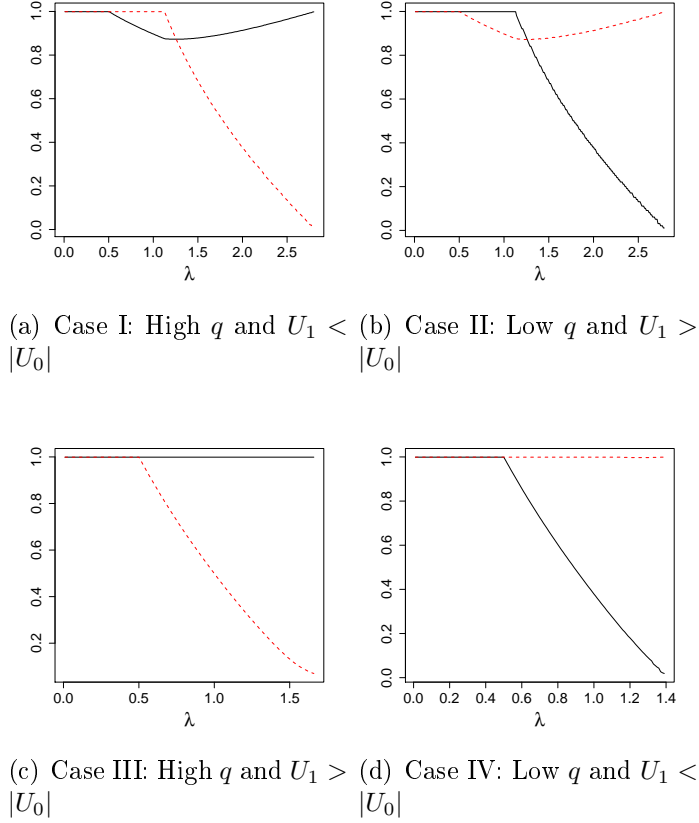 1.0
0.8
0.6
0.4
0.2
0.0
0.0 0.5 1.0 1.5 2.0 2.5
λ
1.0
0.8
0.6
0.4
0.2
0.0
0.0 0.5 1.0 1.5 2.0 2.5
λ
(a) Case I: High q and U₁ <
|U₀|
(b) Case II: Low q and U₁ >
|U₀|
1.0
0.8
0.6
0.4
0.2
0.0 0.5 1.0 1.5
λ
1.0
0.8
0.6
0.4
0.2
0.0
0.0 0.2 0.4 0.6 0.8 1.0 1.2 1.4
λ
(c) Case III: High q and U₁ >
|U₀|
(d) Case IV: Low q and U₁ <
|U₀|